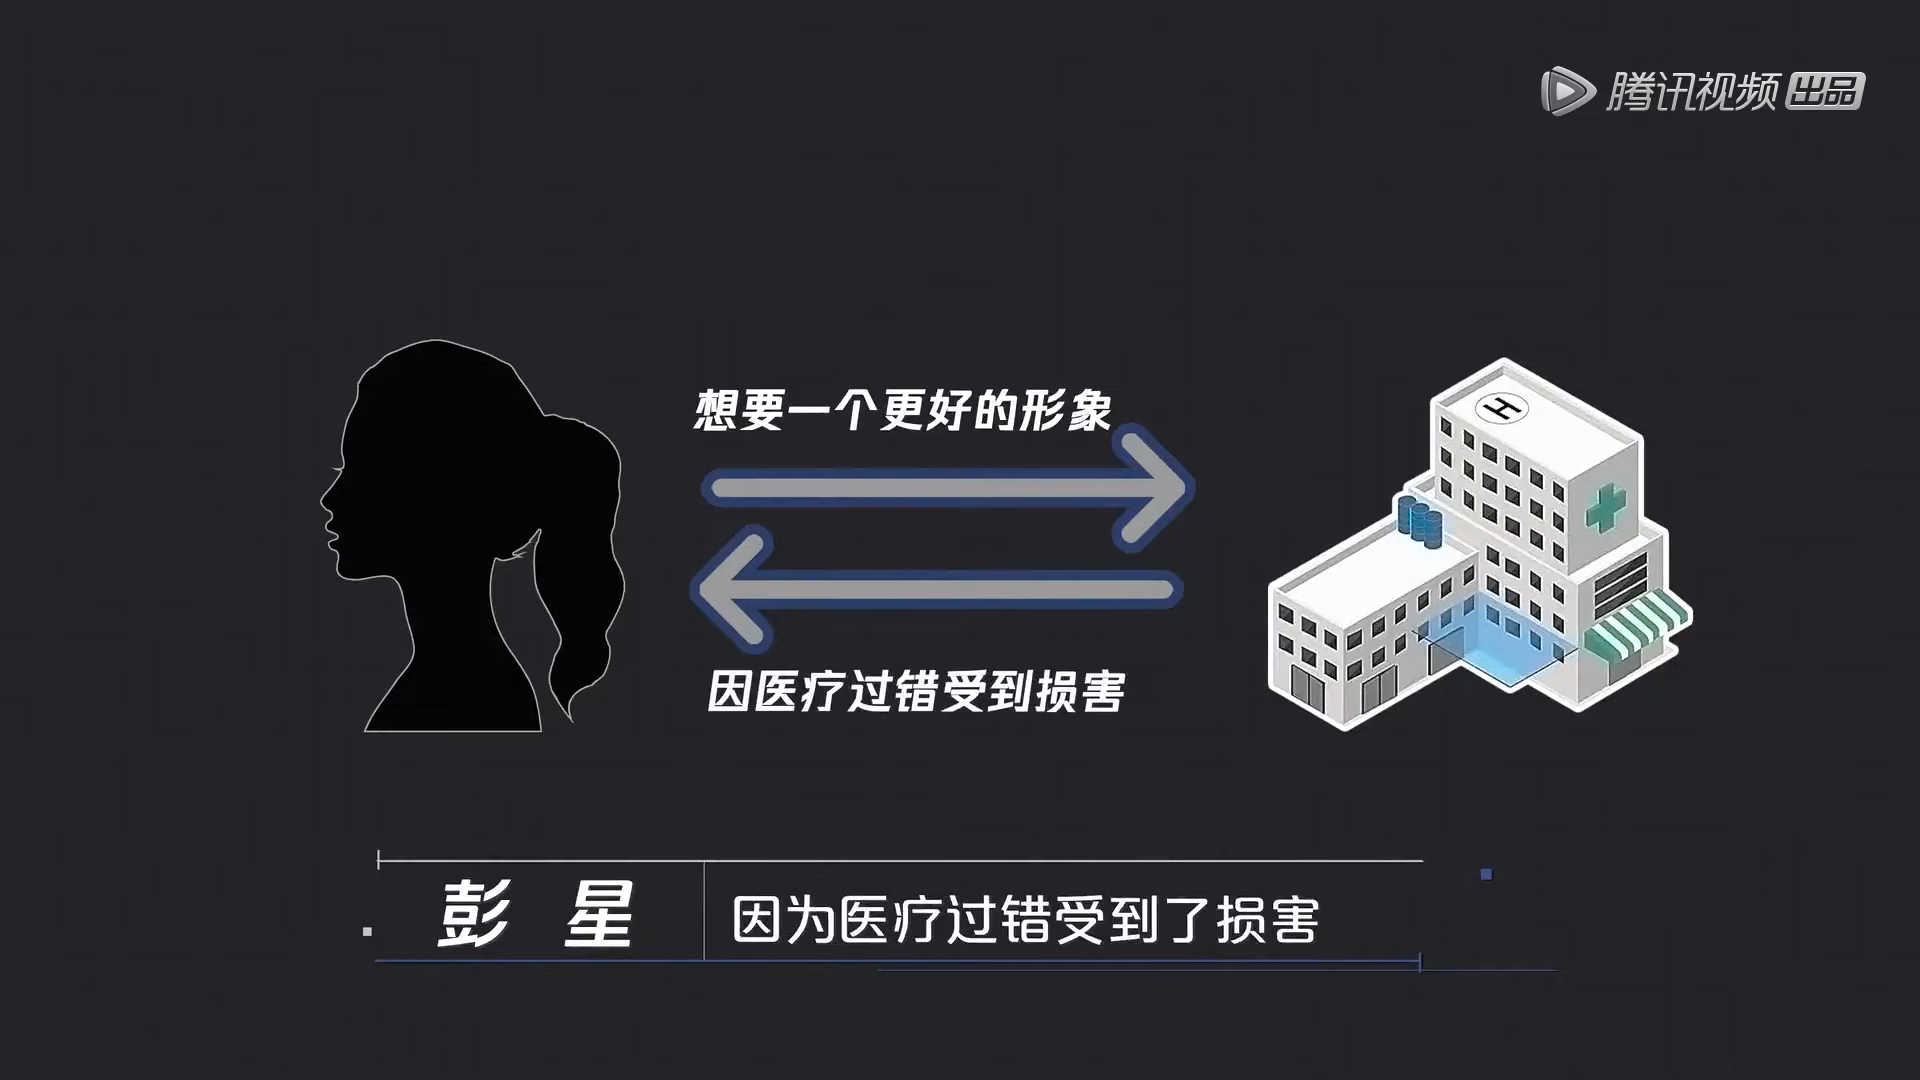 腾讯视频 出品
想要一个更好的形象
因医疗过错受到损害
彭 星
因为医疗过错受到了损害